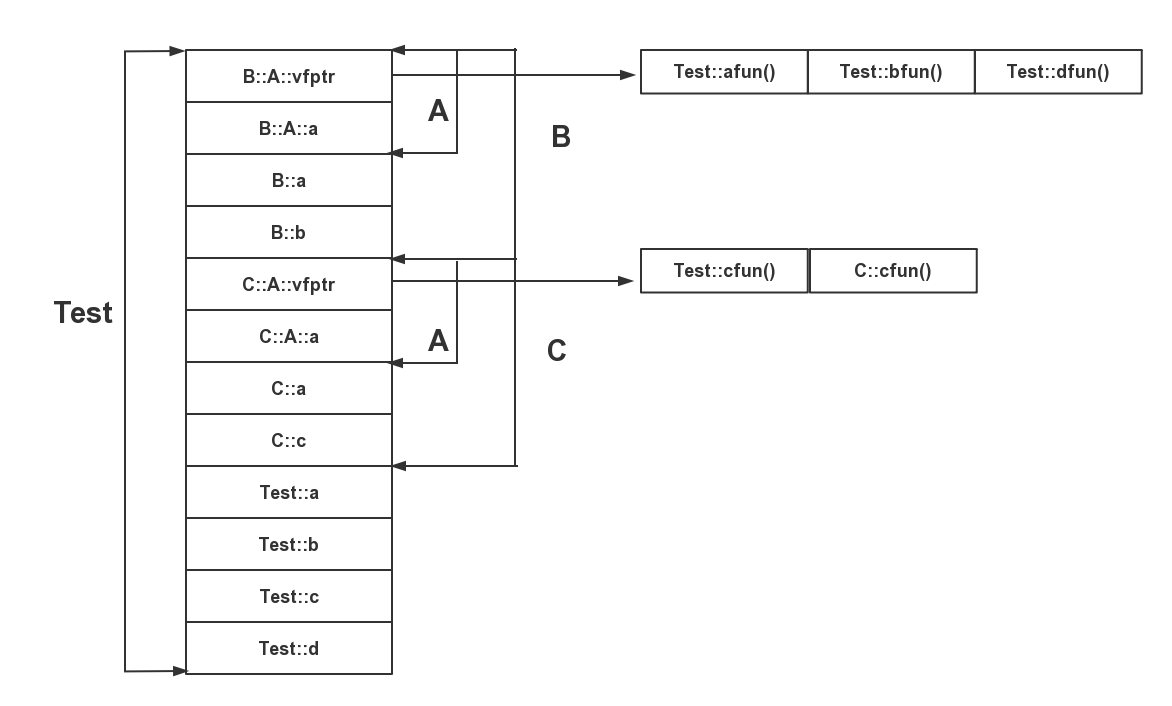 B::A::vfptr
Test::afun()
Test::bfun()
Test::dfun()
A
B::A::a
B
B::a
B::b
Test::cfun()
C::cfun()
C::A::vfptr
Test
C::A::a
A
C
C::a
C::c
Test::a
Test::b
Test::c
Test::d